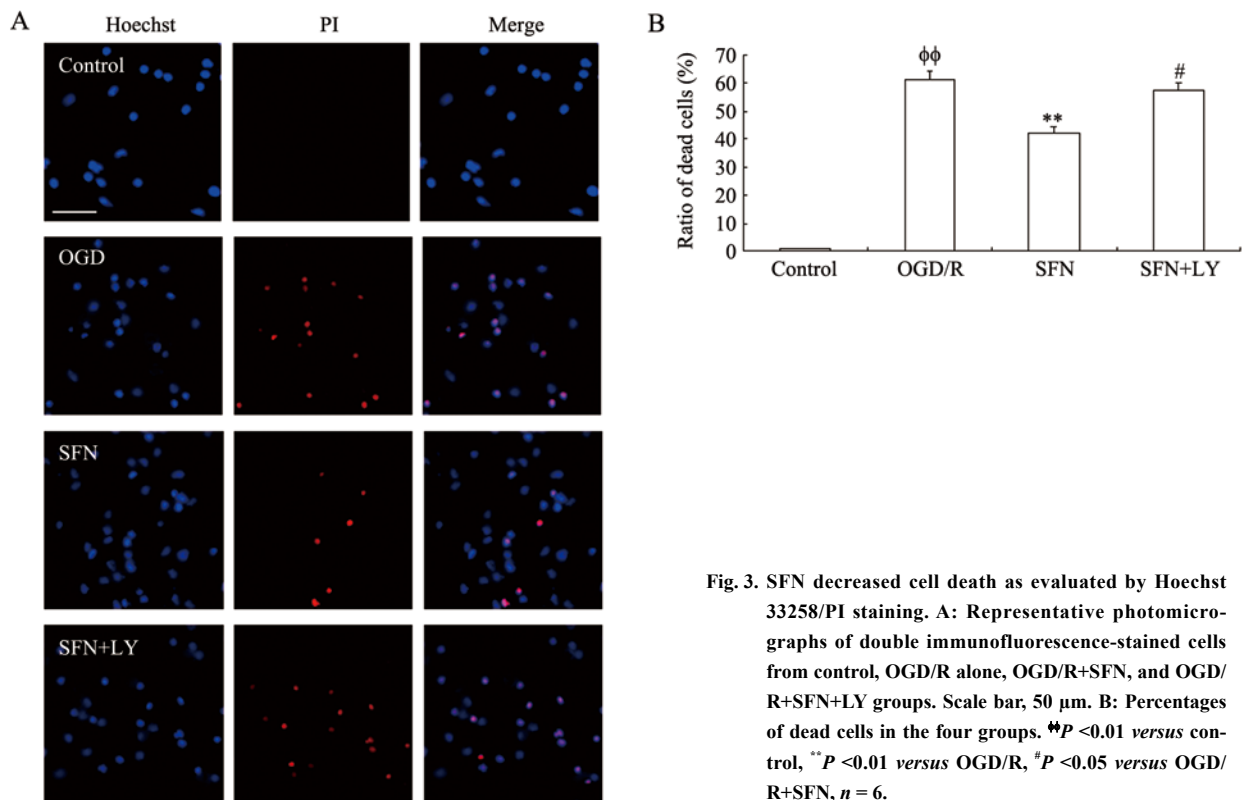 A
Hoechst PI Merge
Control
OGD
SFN
SFN+LY
B
Ratio of dead cells (%)
70
60
50
40
30
20
10
0
ϕϕ
**
#
Control OGD/R SFN SFN+LY
Fig. 3. SFN decreased cell death as evaluated by Hoechst
33258/PI staining. A: Representative photomicro-
graphs of double immunofluorescence-stained cells
from control, OGD/R alone, OGD/R+SFN, and OGD/
R+SFN+LY groups. Scale bar, 50 μm. B: Percentages
of dead cells in the four groups. ϕϕP <0.01 versus con-
trol, **P <0.01 versus OGD/R, #P <0.05 versus OGD/
R+SFN, n = 6.